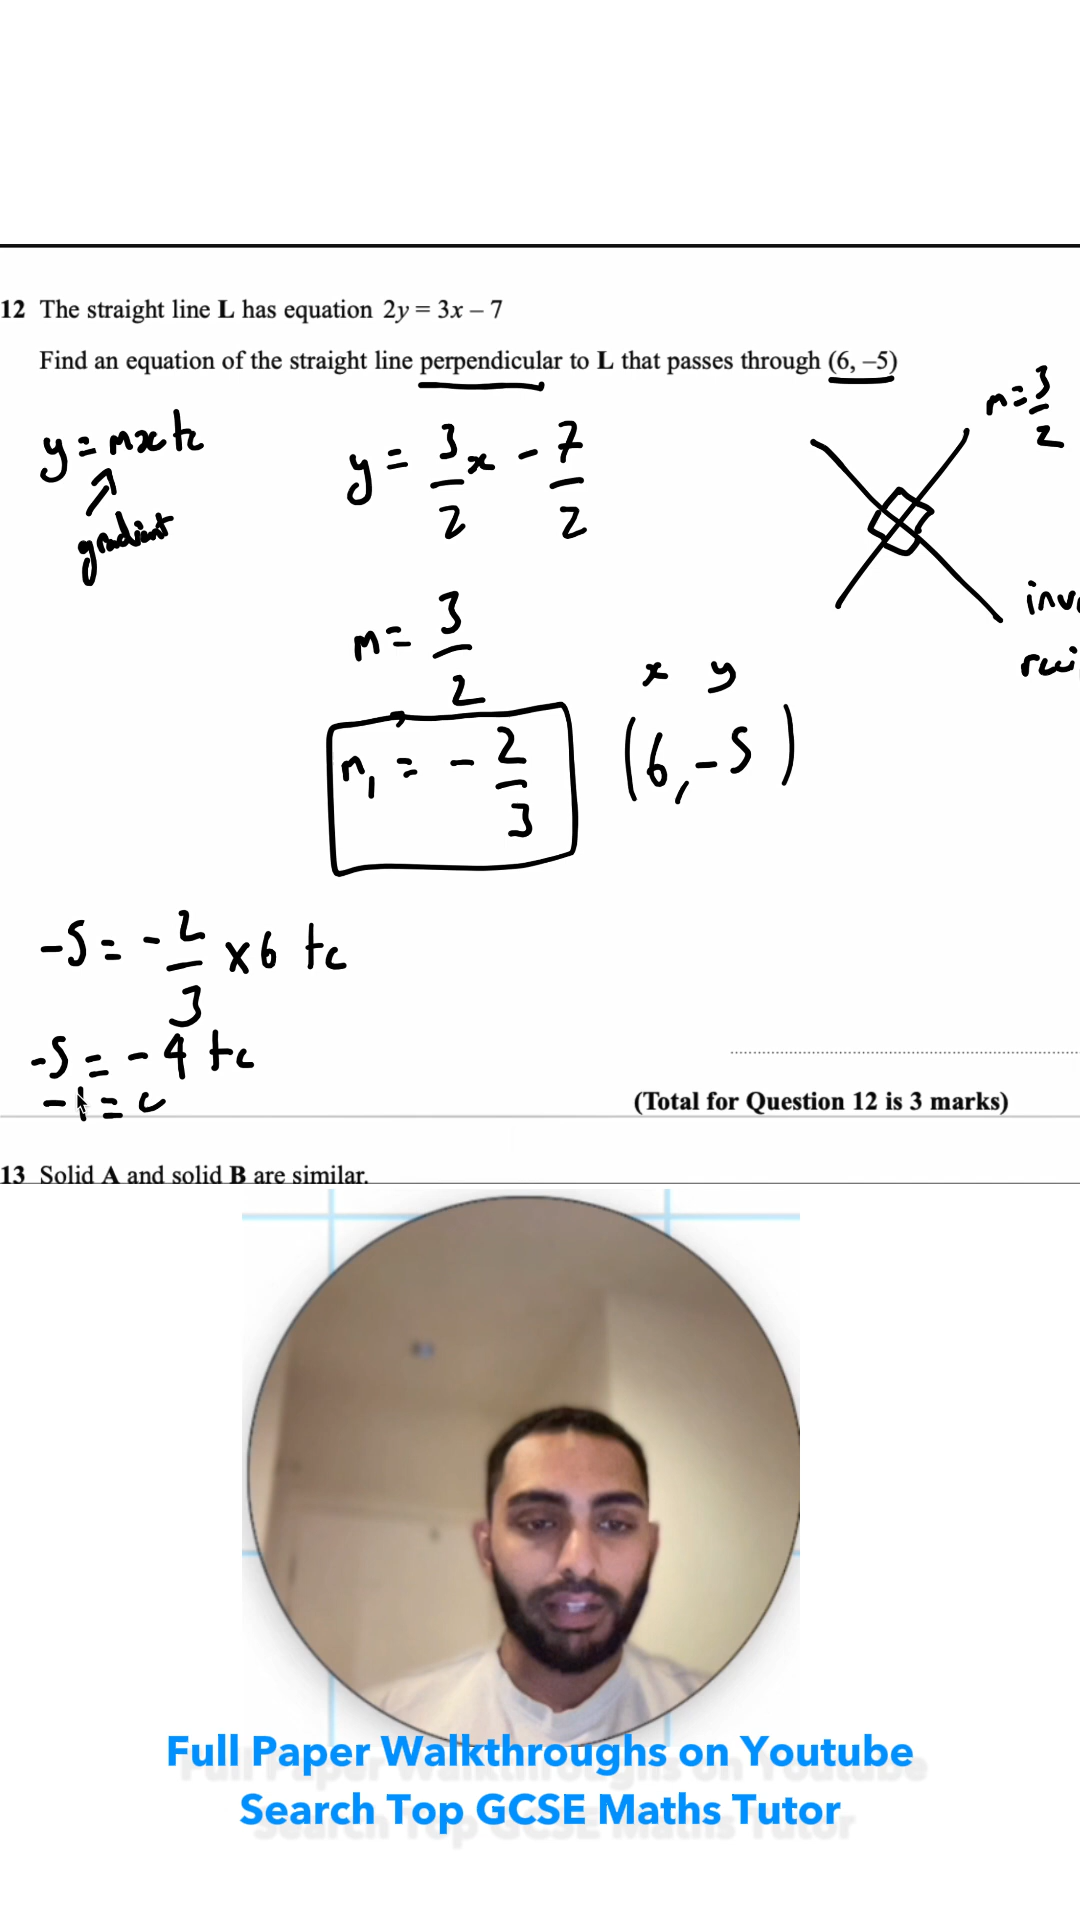 12 The straight line L has equation 2y = 3x – 7
Find an equation of the straight line perpendicular to L that passes through (6, –5)
y = mx + c
gradient
y = 3/2 x - 7/2
m = 3/2
m = 3/2
m₁ = - 2/3
x y
(6, -5)
-5 = - 2/3 × 6 + c
-5 = -4 + c
-1 = c
(Total for Question 12 is 3 marks)
13 Solid A and solid B are similar.
Full Paper Walkthroughs on Youtube
Search Top GCSE Maths Tutor